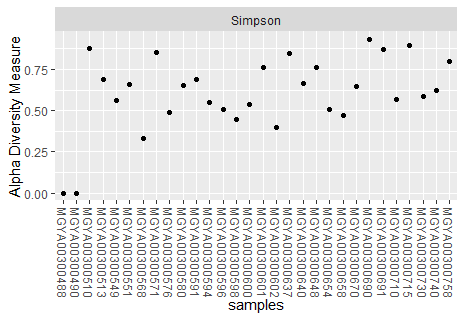 Simpson
Alpha Diversity Measure
0.75
0.50
0.25
0.00
MGYA00300488
MGYA00300490
MGYA00300510
MGYA00300513
MGYA00300549
MGYA00300551
MGYA00300568
MGYA00300571
MGYA00300576
MGYA00300580
MGYA00300591
MGYA00300594
MGYA00300596
MGYA00300598
MGYA00300600
MGYA00300601
MGYA00300602
MGYA00300637
MGYA00300640
MGYA00300648
MGYA00300654
MGYA00300658
MGYA00300670
MGYA00300690
MGYA00300691
MGYA00300710
MGYA00300715
MGYA00300730
MGYA00300740
MGYA00300758
samples